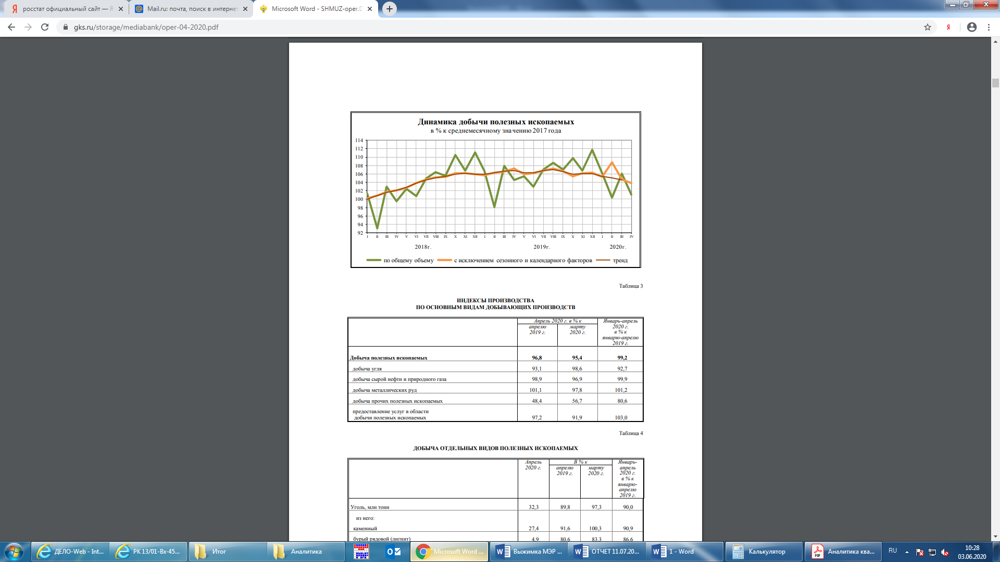 росстат официальный сайт — Я
Mail.ru: почта, поиск в интернет
Microsoft Word - SHMUZ-oper.D
gks.ru/storage/mediabank/oper-04-2020.pdf
Я
Динамика добычи полезных ископаемых
в % к среднемесячному значению 2017 года
114
112
110
108
106
104
102
100
98
96
94
92
I II III IV V VI VII VIII IX X XI XII I II III IV V VI VII VIII IX X XI XII I II III IV
2018г. 2019г. 2020г.
по общему объему с исключением сезонного и календарного факторов тренд
Таблица 3
ИНДЕКСЫ ПРОИЗВОДСТВА
ПО ОСНОВНЫМ ВИДАМ ДОБЫВАЮЩИХ ПРОИЗВОДСТВ
Апрель 2020 г. в % к
апрелю 2019 г.
марту 2020 г.
Январь-апрель
2020 г.
в % к
январю-апрелю
2019 г.
Добыча полезных ископаемых 96,8 95,4 99,2
добыча угля 93,1 98,6 92,7
добыча сырой нефти и природного газа 98,9 96,9 99,9
добыча металлических руд 101,1 97,8 101,2
добыча прочих полезных ископаемых 48,4 56,7 80,6
предоставление услуг в области
добычи полезных ископаемых 97,2 91,9 103,0
Таблица 4
ДОБЫЧА ОТДЕЛЬНЫХ ВИДОВ ПОЛЕЗНЫХ ИСКОПАЕМЫХ
Апрель
2020 г.
В % к
апрелю 2019 г.
марту 2020 г.
Январь-
апрель
2020 г.
в % к
январю-
апрелю
2019 г.
Уголь, млн тонн 32,3 89,8 97,3 90,0
из него:
каменный 27,4 91,6 100,3 90,9
бурый рядовой (лигнит) 4,9 80,6 83,3 86,6
ДЕЛО-Web - Int...
РК 13/01-Вх-45...
Итог
Аналитика
Microsoft Word ...
Выжимка МЭР ...
ОТЧЕТ 11.07.20...
1 - Word
Калькулятор
Аналитика ква...
RU
10:28
03.06.2020